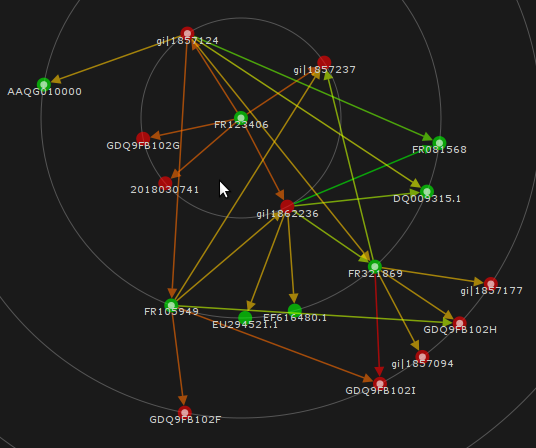 gi|1857124
gi|1857237
AAQG010000
FR123406
GDQ9FB102G
FR081568
2018030741
DQ009315.1
gi|1862236
FR321869
gi|1857177
FR105949
EF616480.1
EU294521.1
GDQ9FB102H
gi|1857094
GDQ9FB102I
GDQ9FB102F